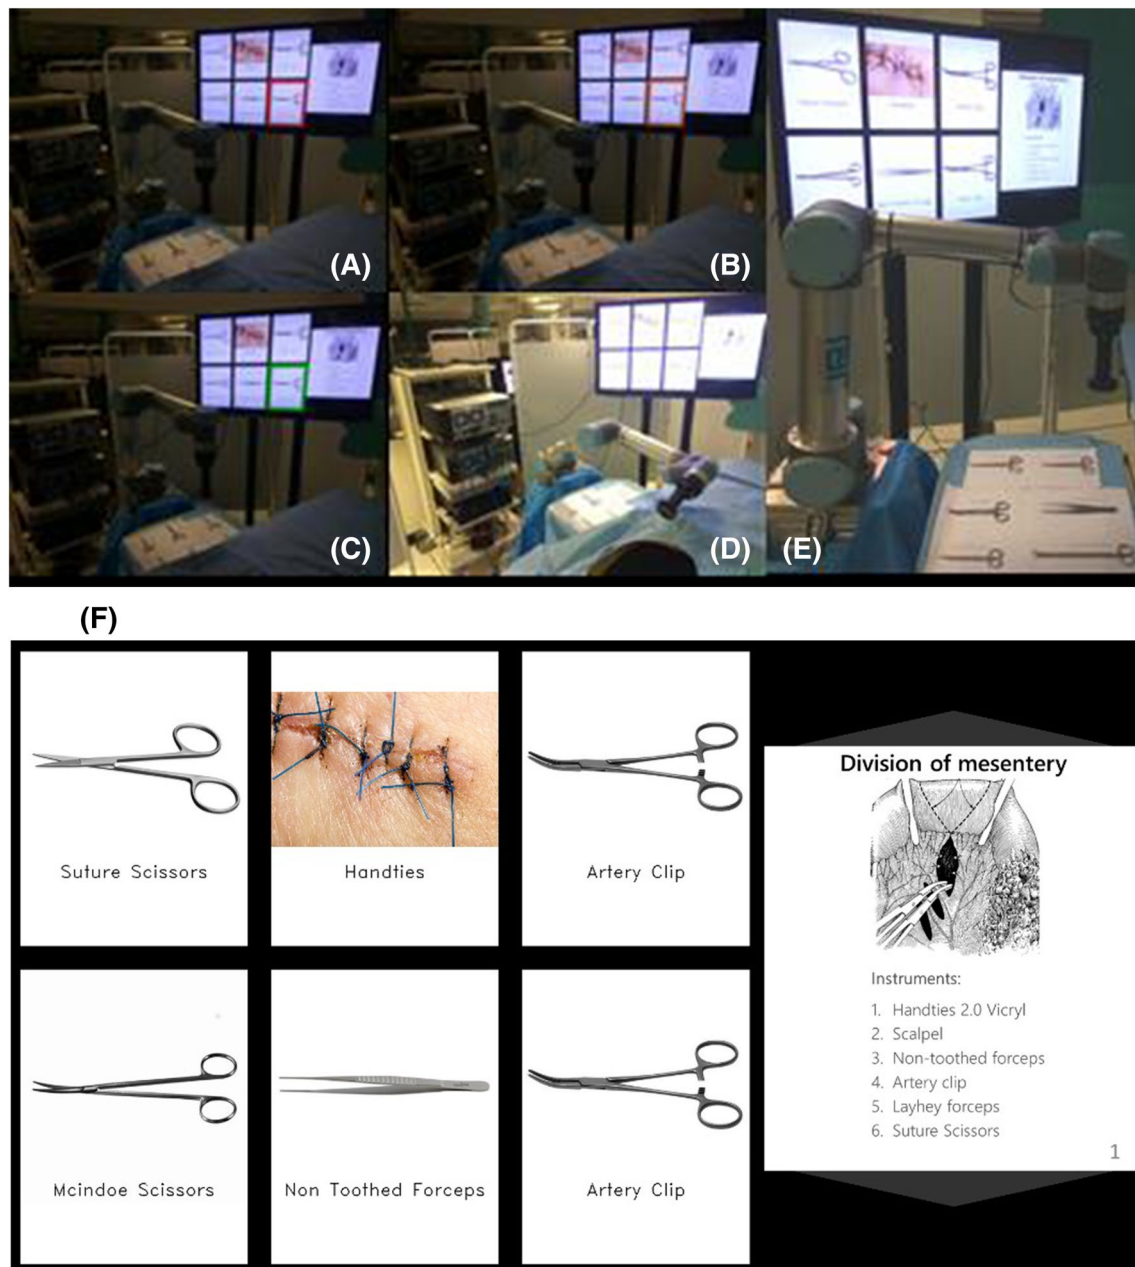 (A)
(B)
(C)
(D)
(E)
(F)
Suture Scissors
Handties
Artery Clip
Mcindoe Scissors
Non Toothed Forceps
Artery Clip
Division of mesentery
Instruments:
1. Handties 2.0 Vicryl
2. Scalpel
3. Non-toothed forceps
4. Artery clip
5. Layhey forceps
6. Suture Scissors
1